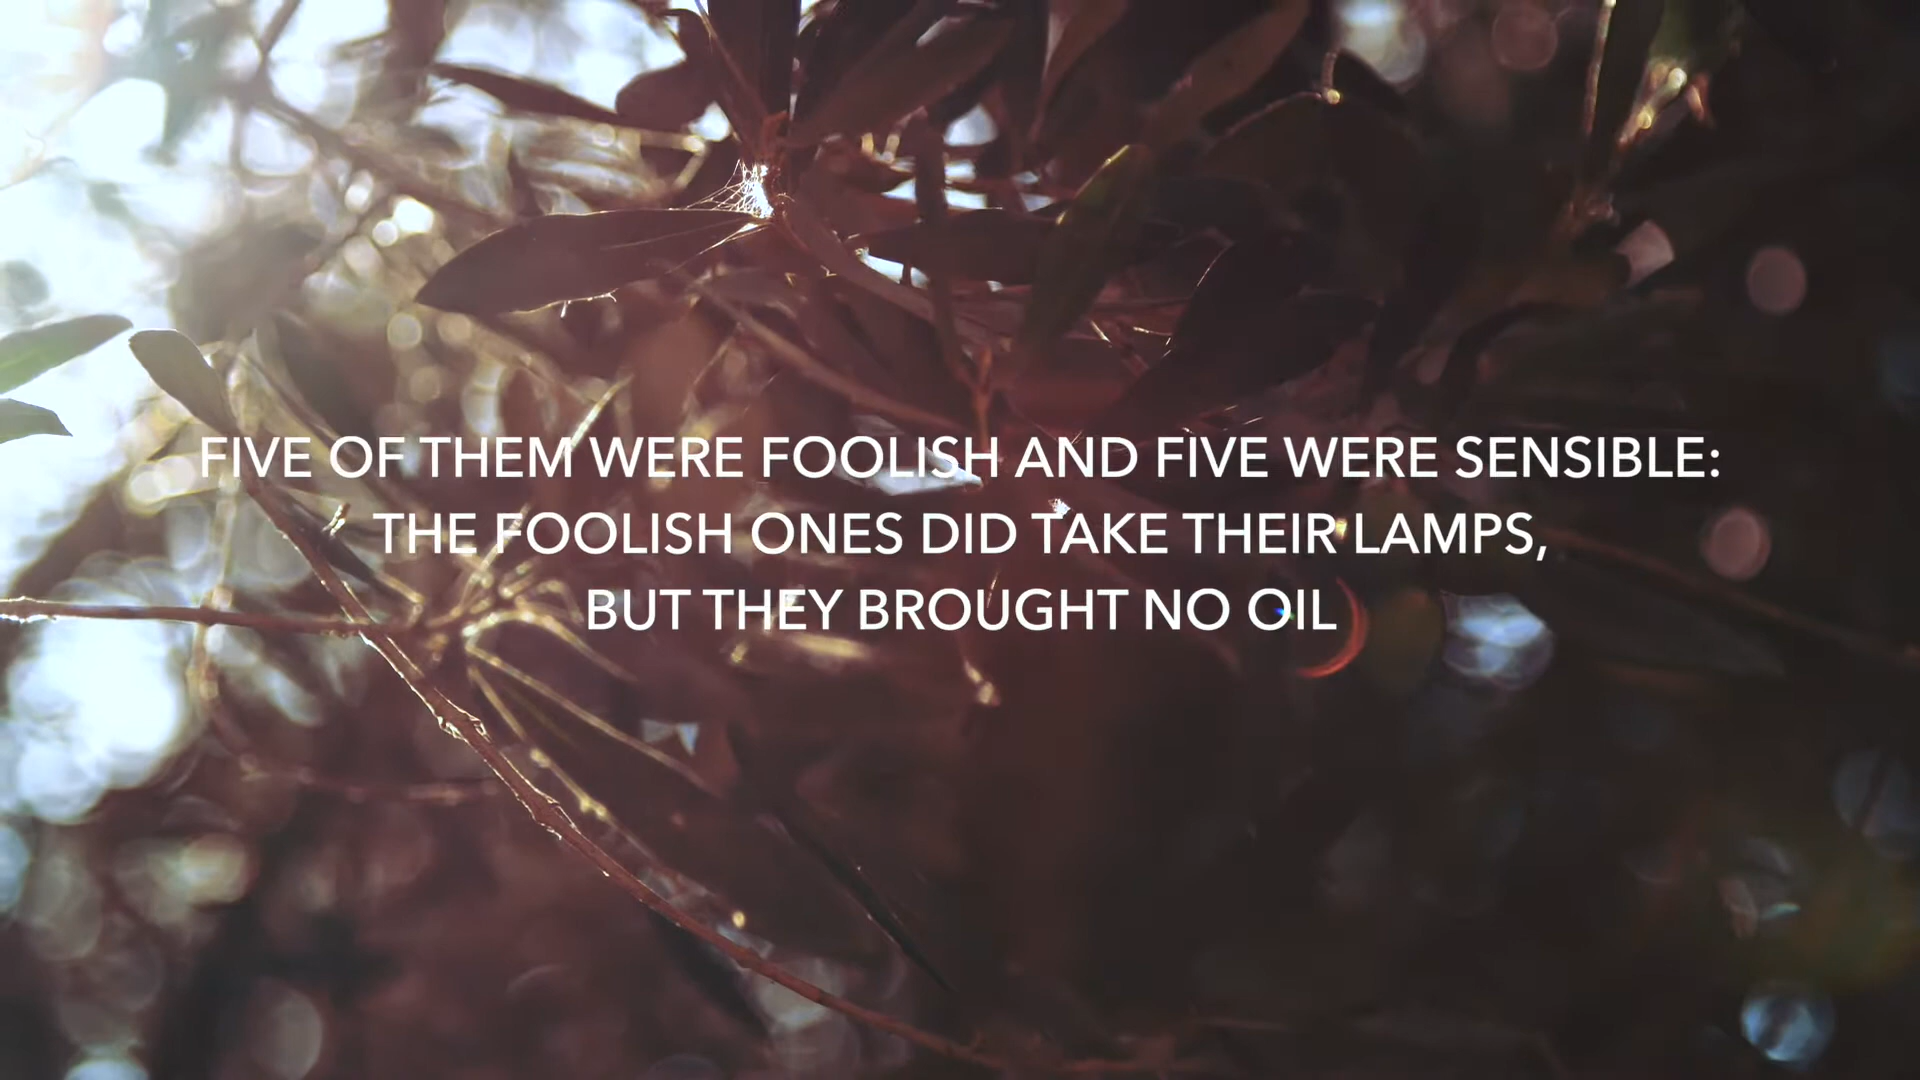 FIVE OF THEM WERE FOOLISH AND FIVE WERE SENSIBLE:
THE FOOLISH ONES DID TAKE THEIR LAMPS,
BUT THEY BROUGHT NO OIL